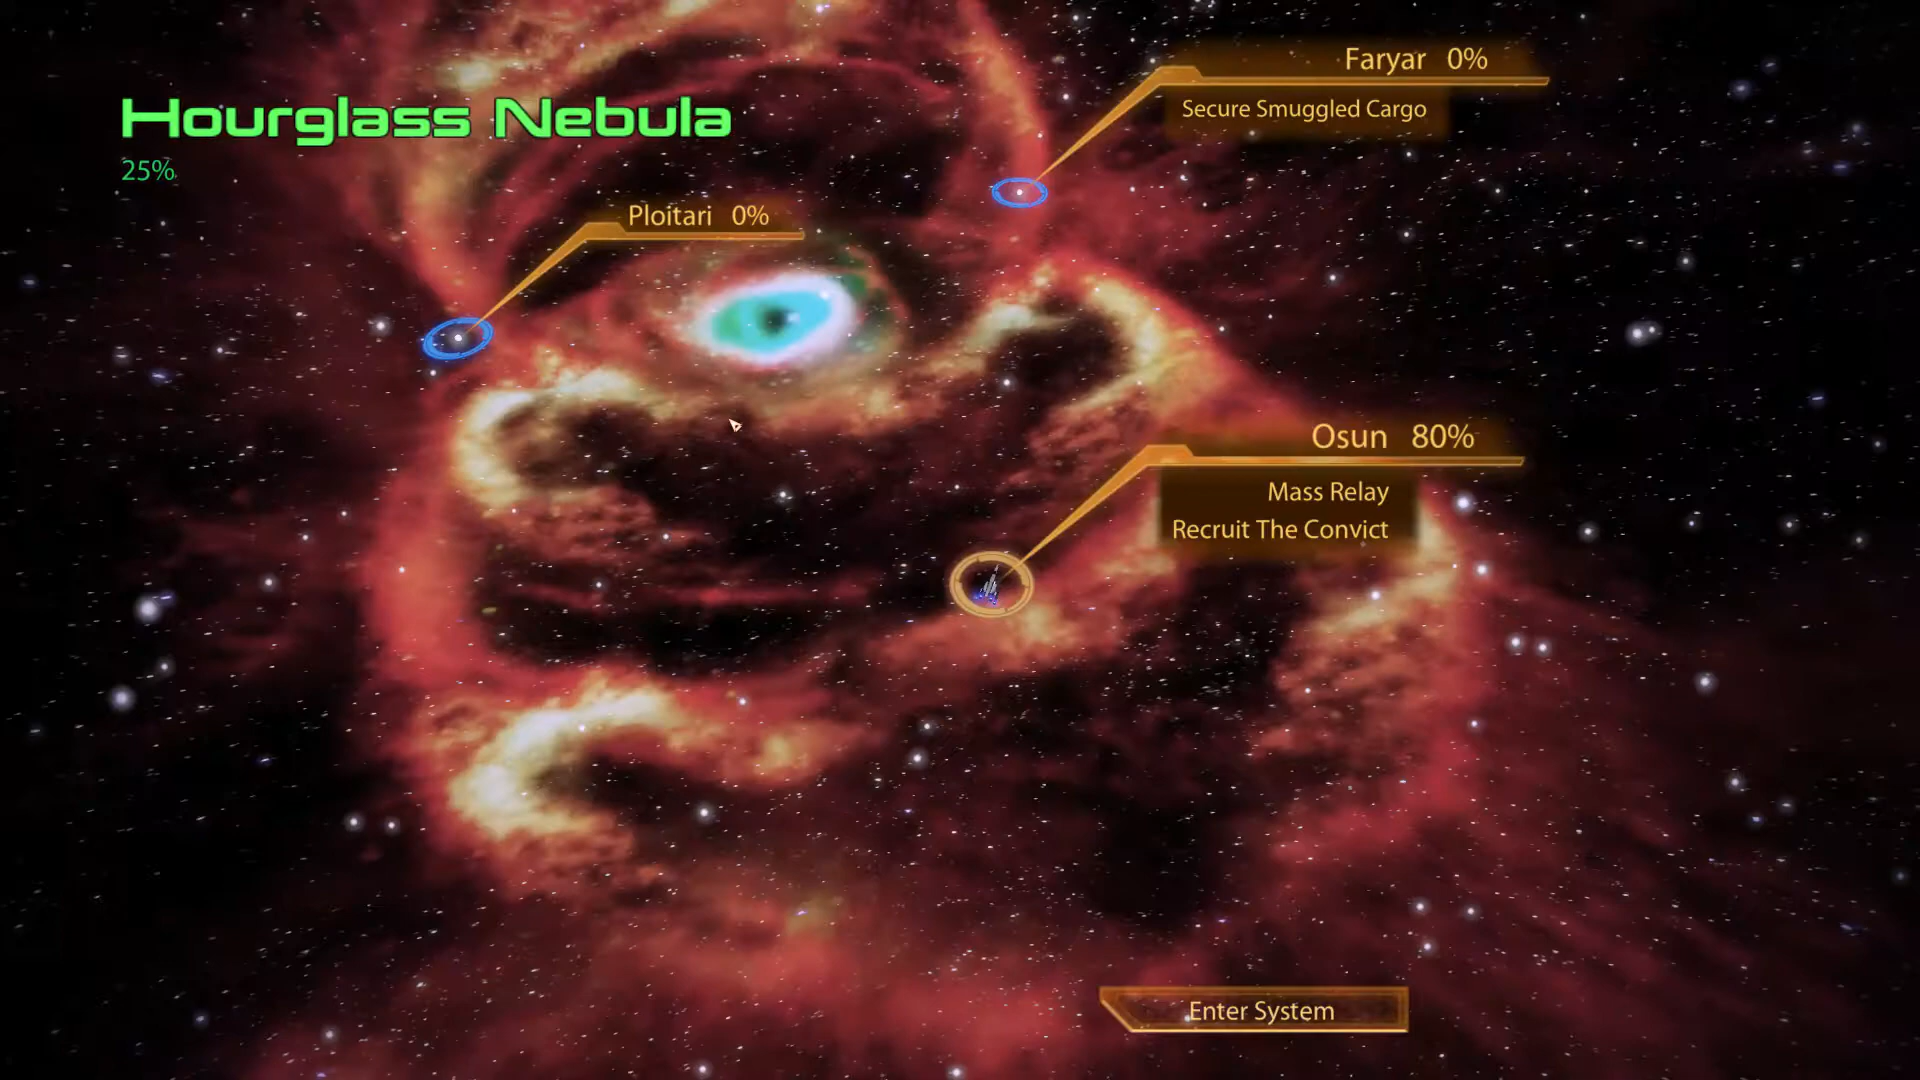 Hourglass Nebula
25%
Faryar 0%
Secure Smuggled Cargo
Ploitari 0%
Osun 80%
Mass Relay
Recruit The Convict
Enter System